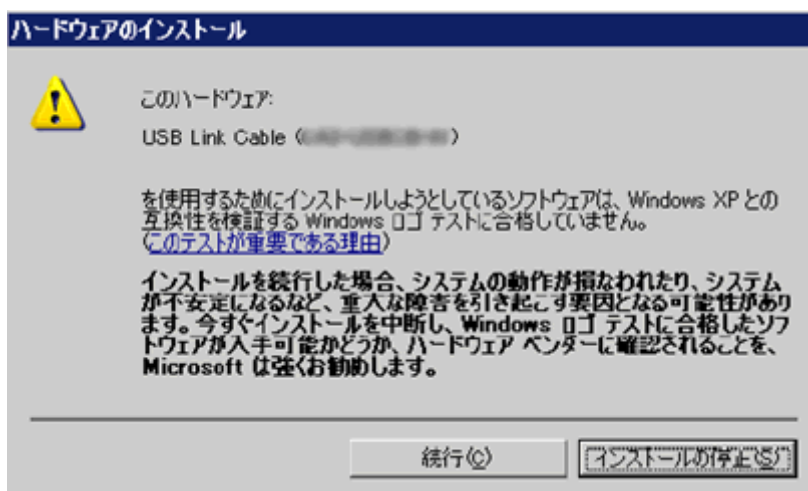 ハードウェアのインストール
このハードウェア:
USB Link Cable ( )
を使用するためにインストールしようとしているソフトウェアは、Windows XP との
互換性を検証する Windows ロゴ テストに合格していません。
(このテストが重要である理由)
インストールを続行した場合、システムの動作が損なわれたり、システム
が不安定になるなど、重大な障害を引き起こす要因となる可能性があり
ます。今すぐインストールを中断し、Windows ロゴ テストに合格したソフ
トウェアが入手可能かどうか、ハードウェア ベンダーに確認されることを、
Microsoft は強くお勧めします。
続行(C)
インストールの停止(S)